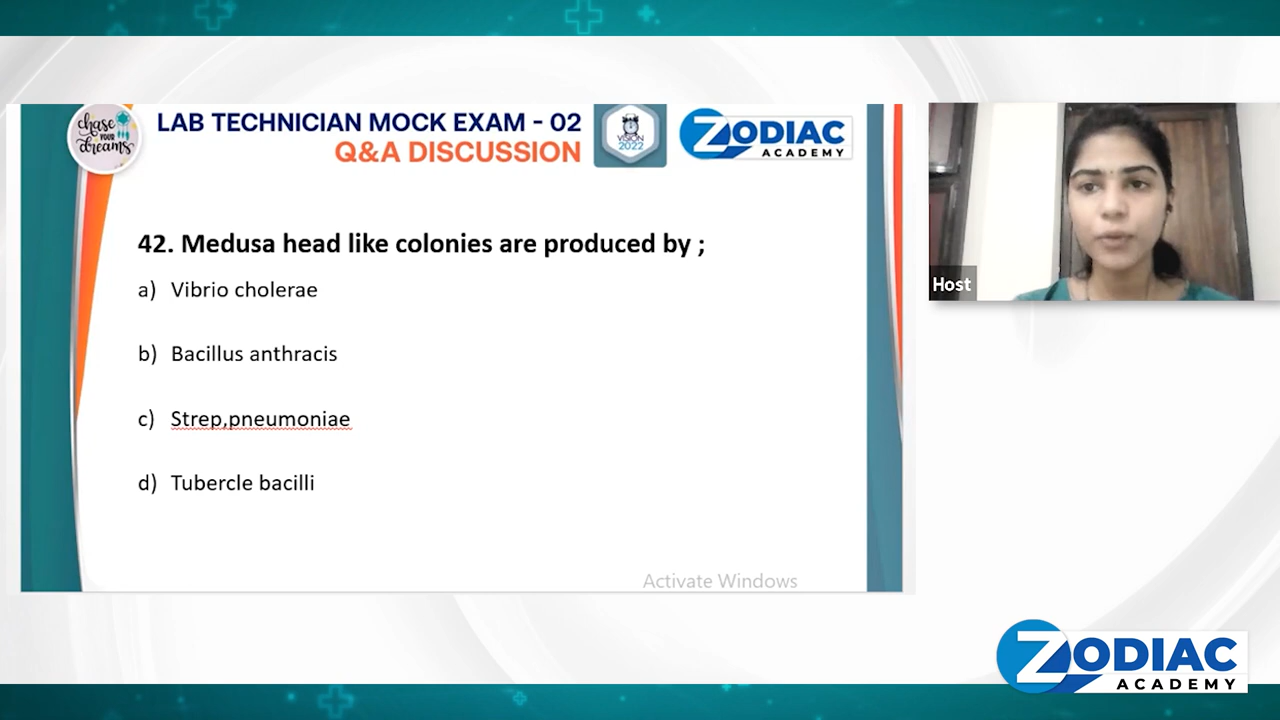 chase
YOUR
dreams
LAB TECHNICIAN MOCK EXAM - 02
Q&A DISCUSSION
VISION
2022
ZODIAC
ACADEMY
42. Medusa head like colonies are produced by ;
a) Vibrio cholerae
b) Bacillus anthracis
c) Strep,pneumoniae
d) Tubercle bacilli
Activate Windows
Host
ZODIAC
ACADEMY